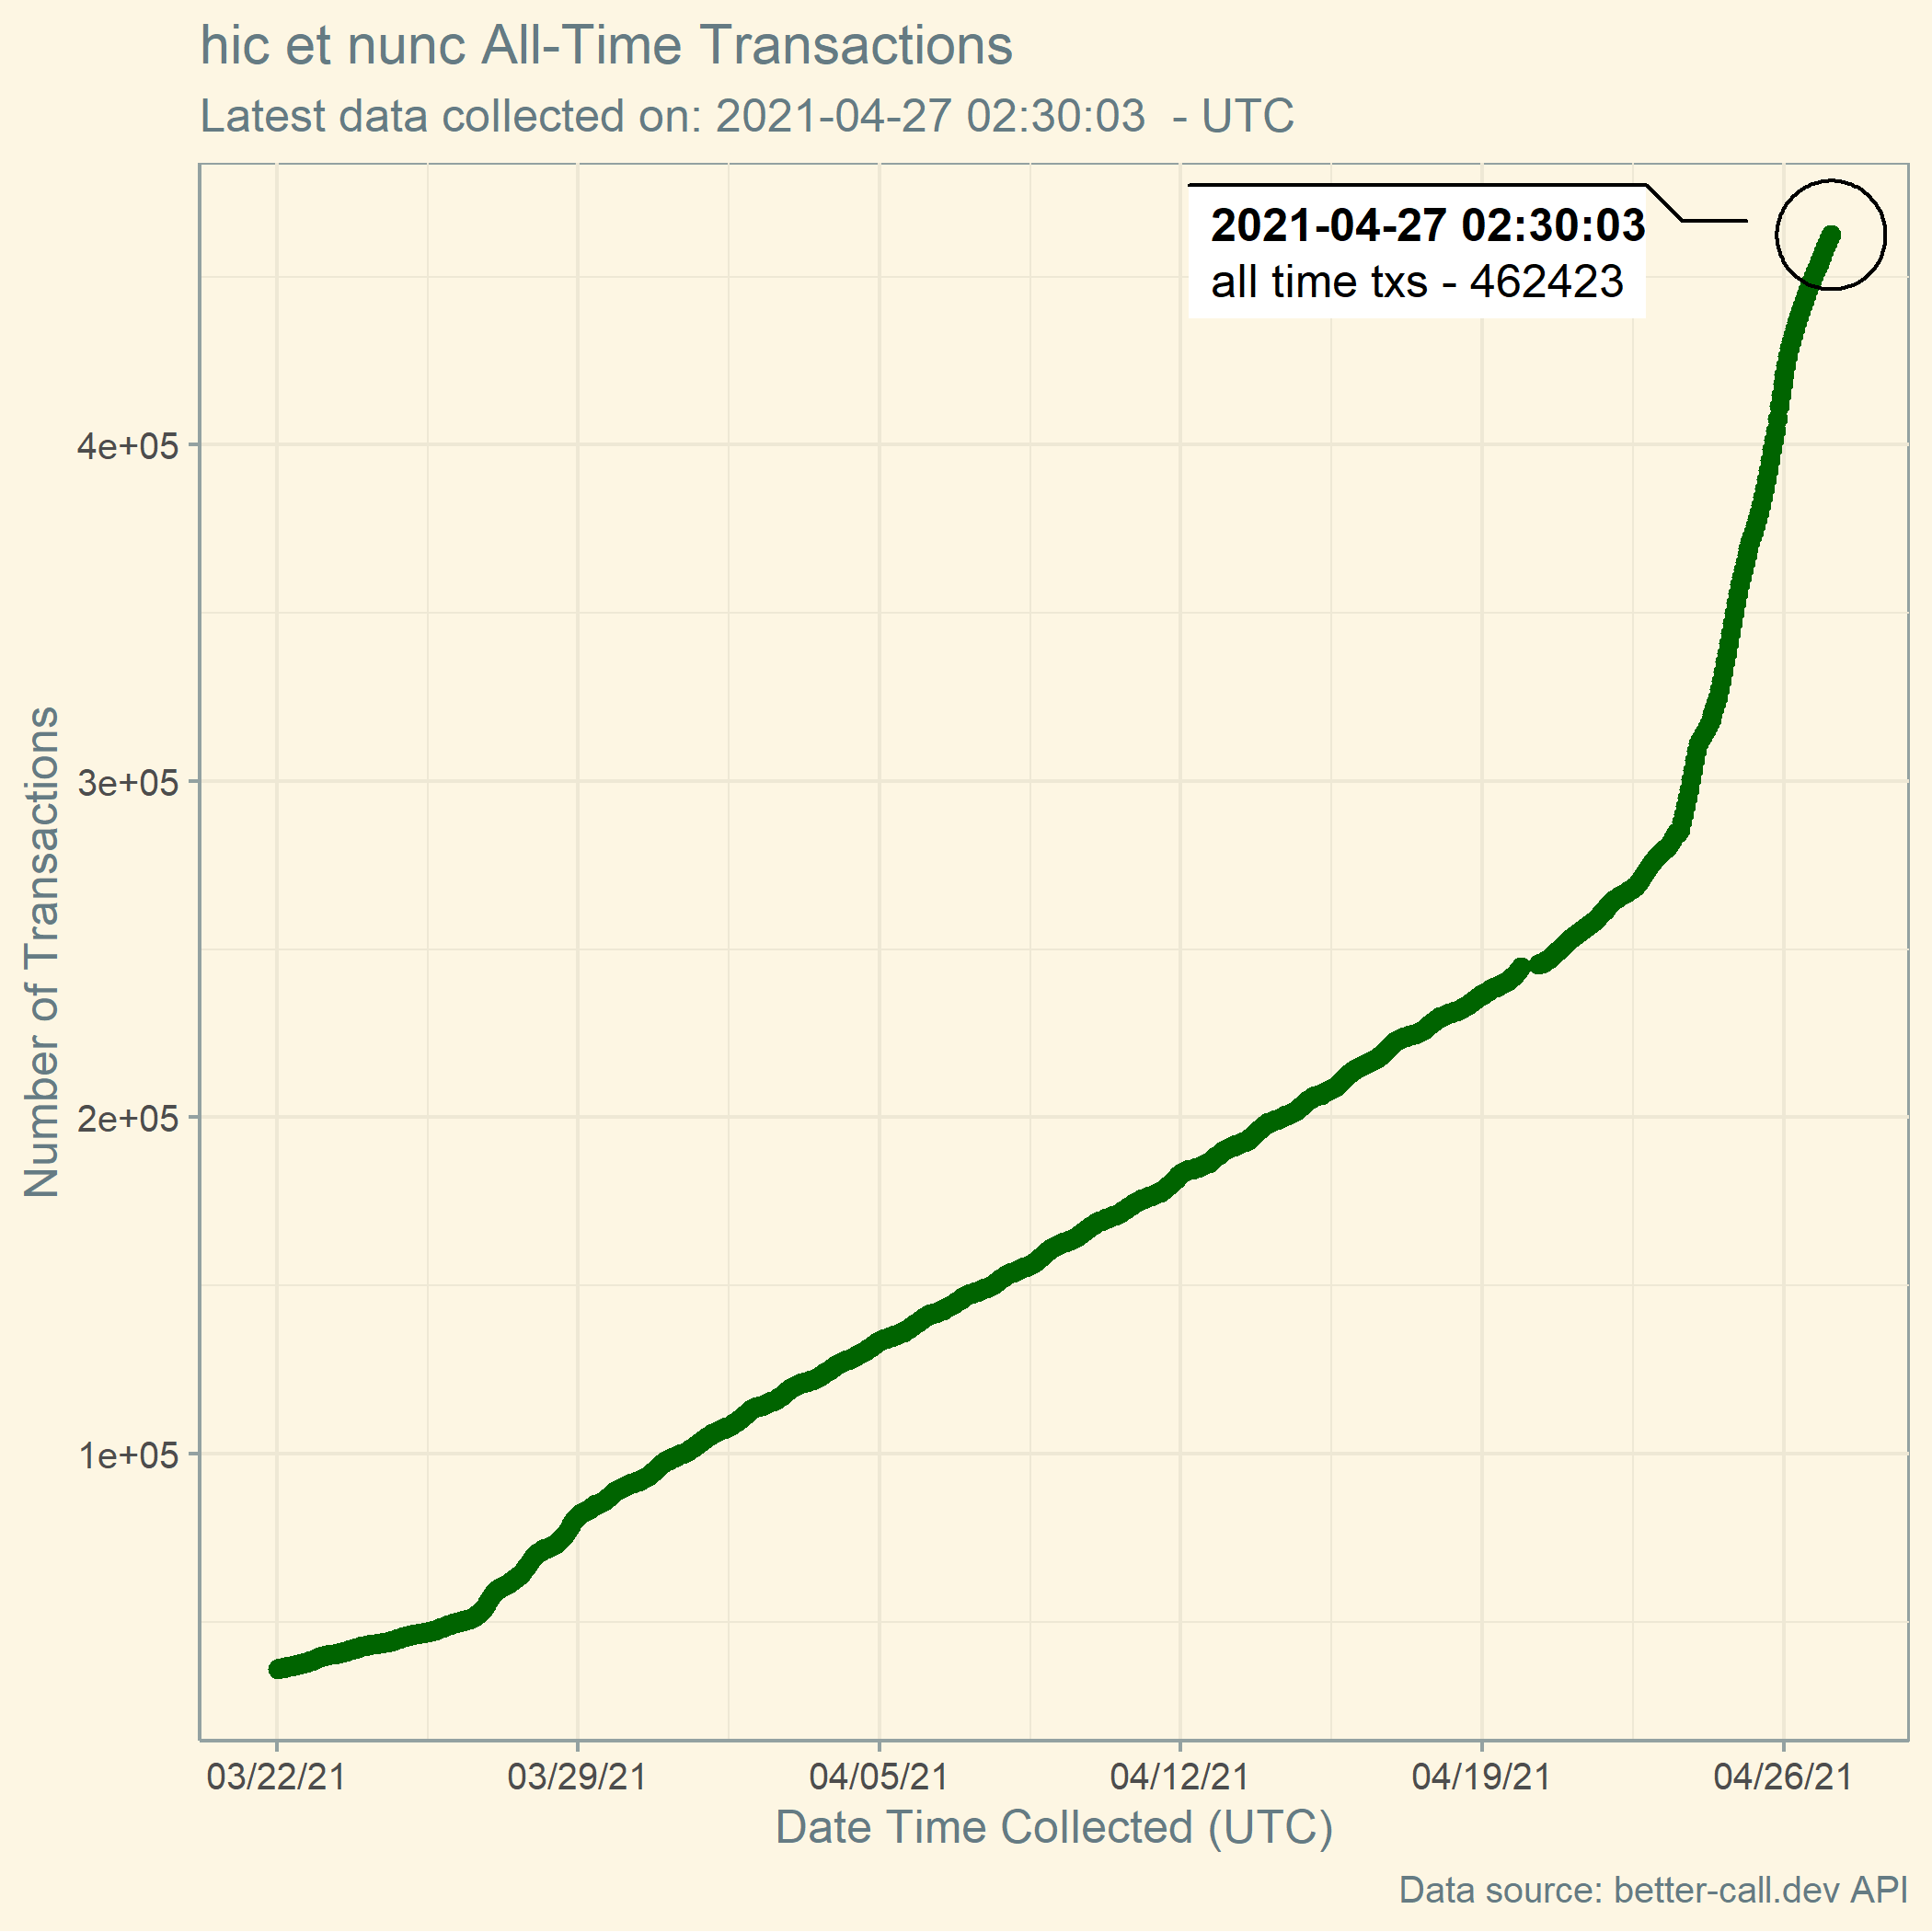 hic et nunc All-Time Transactions
Latest data collected on: 2021-04-27 02:30:03  - UTC
2021-04-27 02:30:03
all time txs - 462423
Number of Transactions
4e+05
3e+05
2e+05
1e+05
03/22/21
03/29/21
04/05/21
04/12/21
04/19/21
04/26/21
Date Time Collected (UTC)
Data source: better-call.dev API